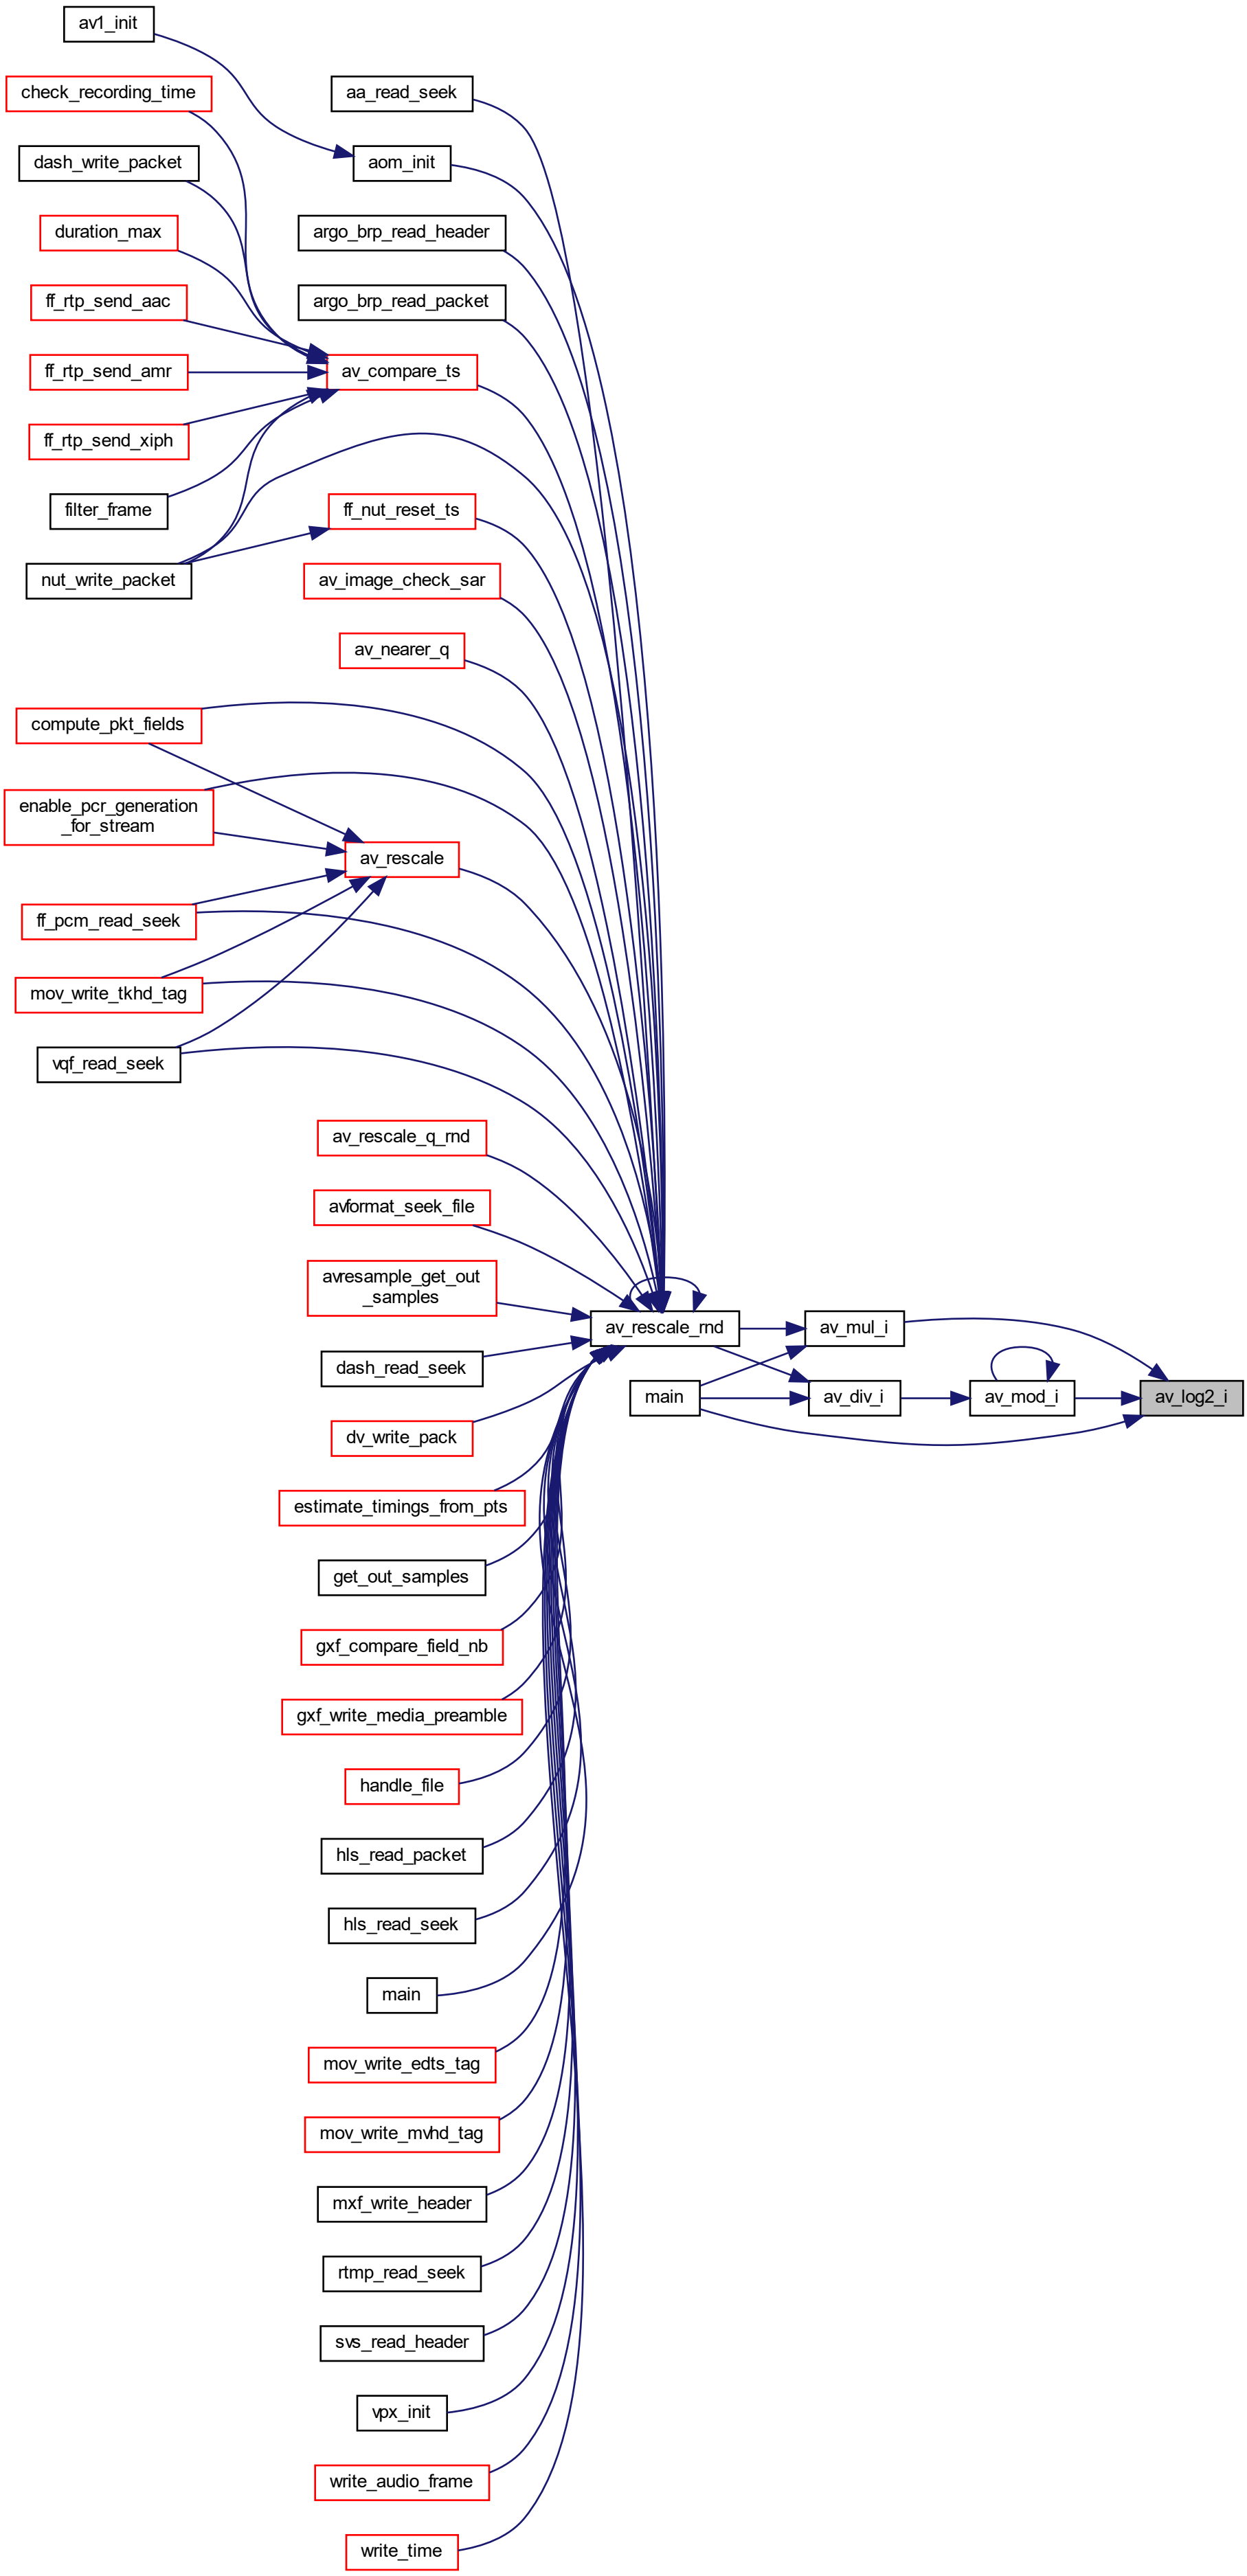 av1_init
check_recording_time
dash_write_packet
duration_max
ff_rtp_send_aac
ff_rtp_send_amr
ff_rtp_send_xiph
filter_frame
nut_write_packet
compute_pkt_fields
enable_pcr_generation
_for_stream
ff_pcm_read_seek
mov_write_tkhd_tag
vqf_read_seek
aa_read_seek
aom_init
argo_brp_read_header
argo_brp_read_packet
av_compare_ts
ff_nut_reset_ts
av_image_check_sar
av_nearer_q
av_rescale
av_rescale_q_rnd
avformat_seek_file
avresample_get_out
_samples
dash_read_seek
dv_write_pack
estimate_timings_from_pts
get_out_samples
gxf_compare_field_nb
gxf_write_media_preamble
handle_file
hls_read_packet
hls_read_seek
main
mov_write_edts_tag
mov_write_mvhd_tag
mxf_write_header
rtmp_read_seek
svs_read_header
vpx_init
write_audio_frame
write_time
av_rescale_rnd
main
av_mul_i
av_div_i
av_mod_i
av_log2_i